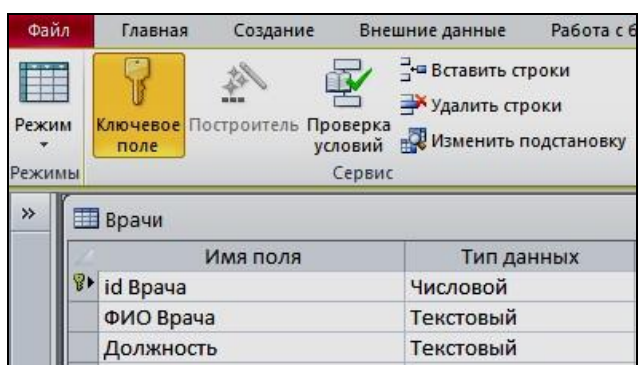 Файл Главная Создание Внешние данные Работа с б
Режим
Ключевое поле
Построитель
Проверка условий
Вставить строки
Удалить строки
Изменить подстановку
Режимы
Сервис
Врачи
Имя поля Тип данных
id Врача Числовой
ФИО Врача Текстовый
Должность Текстовый